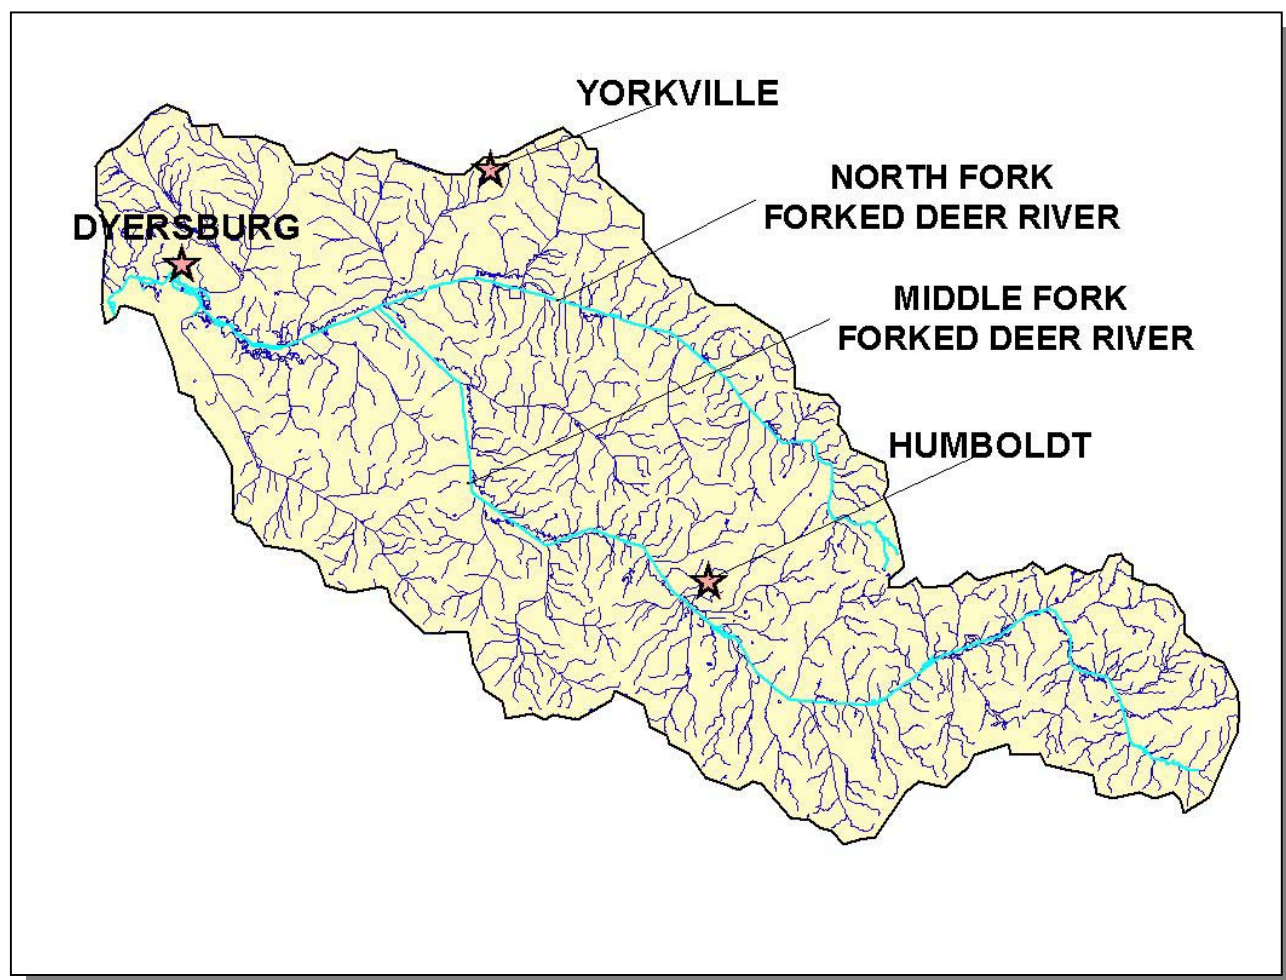 YORKVILLE
NORTH FORK
FORKED DEER RIVER
DYERSBURG
MIDDLE FORK
FORKED DEER RIVER
HUMBOLDT